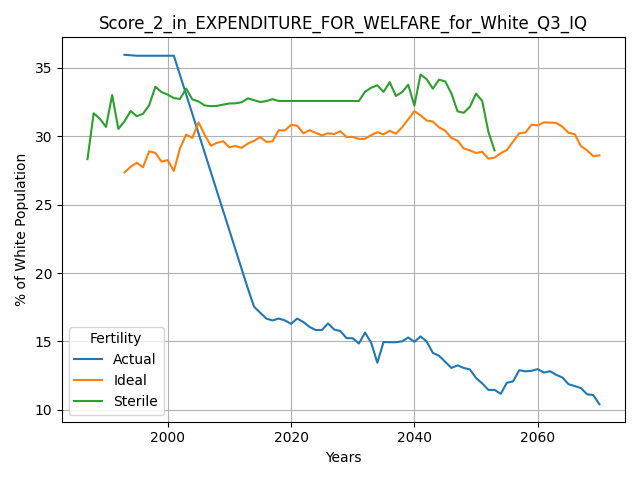 Score_2_in_EXPENDITURE_FOR_WELFARE_for_White_Q3_IQ
% of White Population
35
30
25
20
15
10
Fertility
Actual
Ideal
Sterile
2000 2020 2040 2060
Years